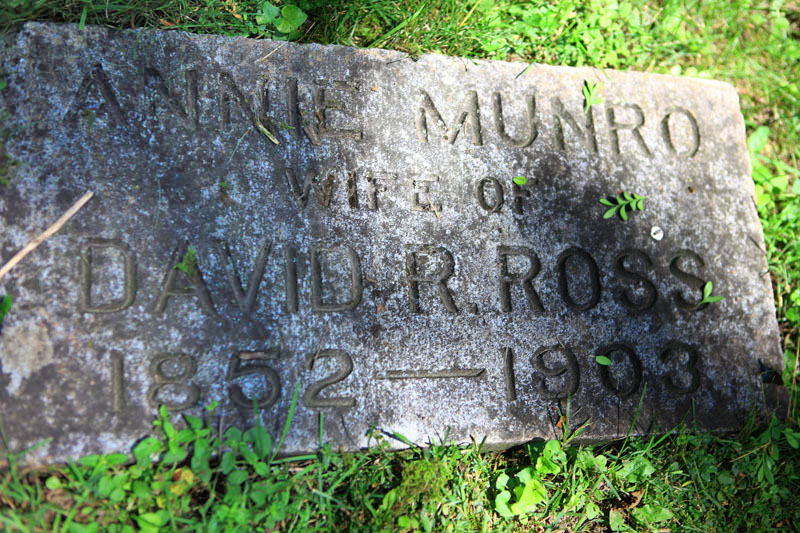 ANNIE MUNRO
WIFE OF
DAVID R. ROSS
1852 — 1903